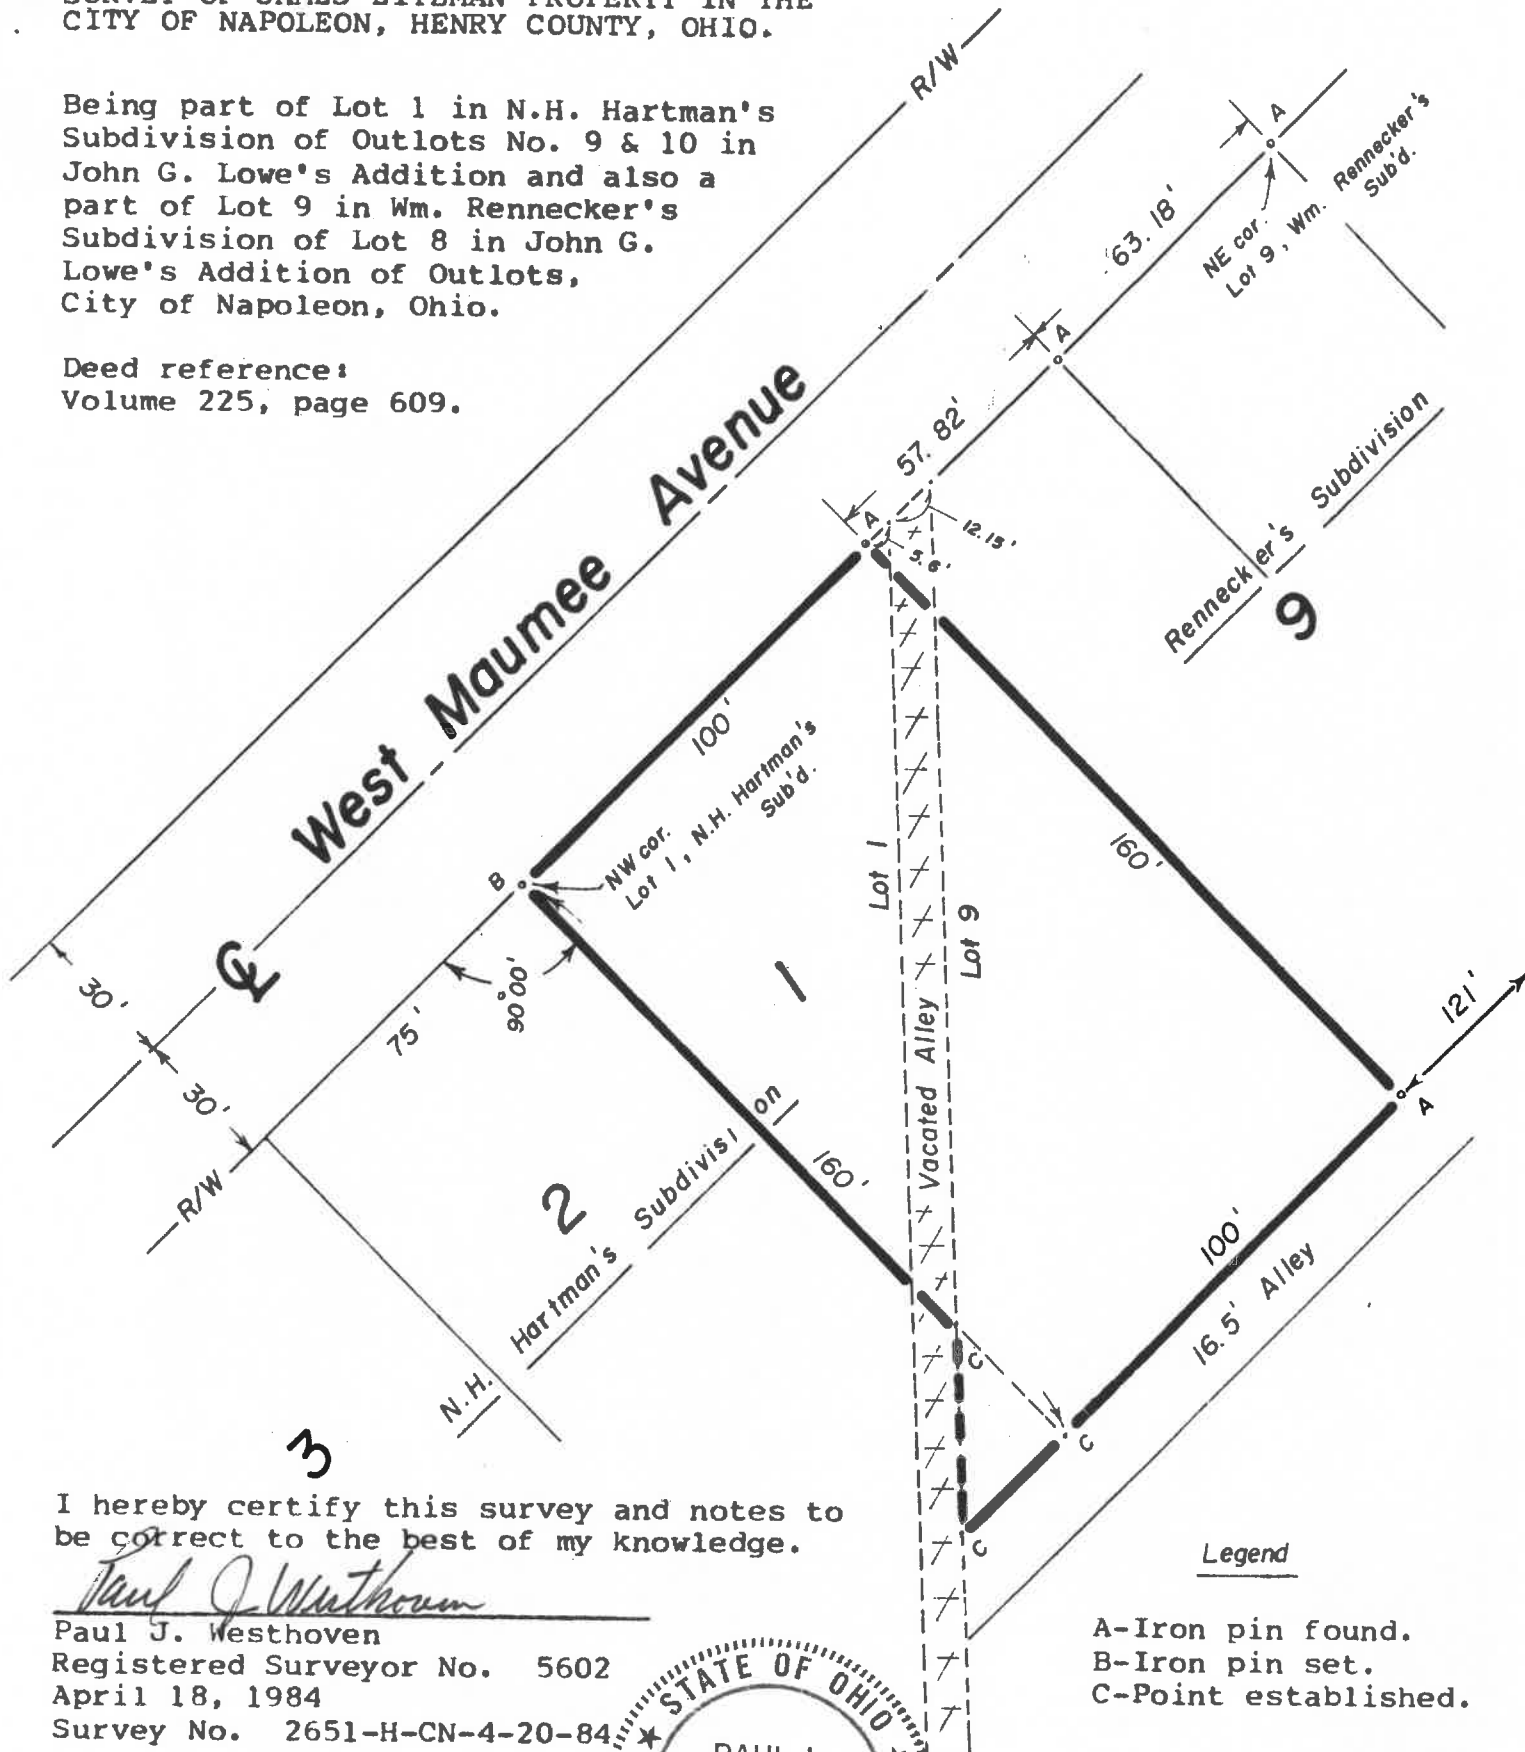 CITY OF NAPOLEON, HENRY COUNTY, OHIO.
Being part of Lot 1 in N.H. Hartman's
Subdivision of Outlots No. 9 & 10 in
John G. Lowe's Addition and also a
part of Lot 9 in Wm. Rennecker's
Subdivision of Lot 8 in John G.
Lowe's Addition of Outlots,
City of Napoleon, Ohio.
Deed reference:
Volume 225, page 609.
R/W
A
NE cor.
Lot 9, Wm. Rennecker's
Sub'd.
63.18'
A
57.82'
A
12.15'
5.6'
West Maumee Avenue
Rennecker's Subdivision
9
100'
NW cor.
Lot 1, N.H. Hartman's
Sub'd.
B
160'
Lot 1
Lot 9
Vacated Alley
1
℄
30'
30'
75'
90°00'
121'
A
R/W
160'
2
N.H. Hartman's Subdivision
100'
16.5' Alley
C
C
C
3
I hereby certify this survey and notes to
be correct to the best of my knowledge.
Paul J Westhoven
Paul J. Westhoven
Registered Surveyor No. 5602
April 18, 1984
Survey No. 2651-H-CN-4-20-84
STATE OF OHIO
Legend
A-Iron pin found.
B-Iron pin set.
C-Point established.